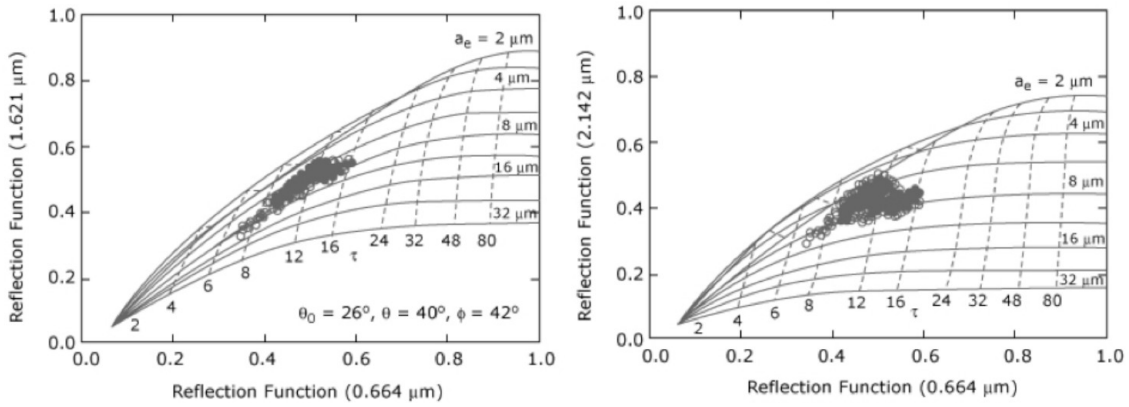 1.0
0.8
0.6
0.4
0.2
0.0
Reflection Function (1.621 μm)
aₑ = 2 μm
4 μm
8 μm
16 μm
32 μm
2
4
6
8
12
16
24
32
48
80
τ
θ₀ = 26°, θ = 40°, ϕ = 42°
0.0 0.2 0.4 0.6 0.8 1.0
Reflection Function (0.664 μm)
1.0
0.8
0.6
0.4
0.2
0.0
Reflection Function (2.142 μm)
aₑ = 2 μm
4 μm
8 μm
16 μm
32 μm
2
4
6
8
12
16
24
32
48
80
τ
0.0 0.2 0.4 0.6 0.8 1.0
Reflection Function (0.664 μm)